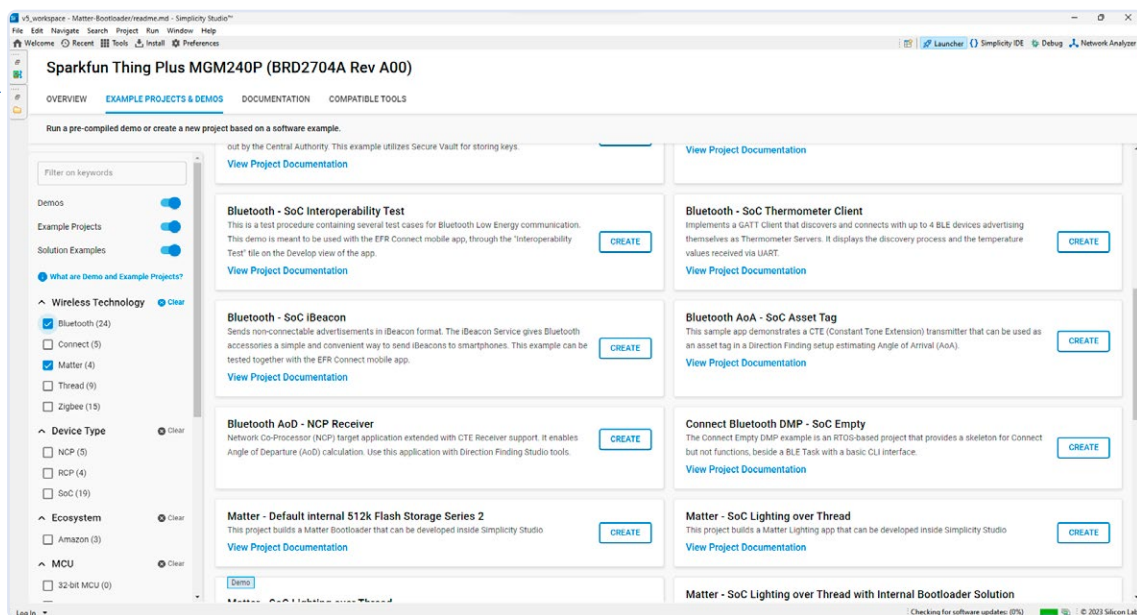 v5_workspace - Matter-Bootloader/readme.md - Simplicity Studio™
File Edit Navigate Search Project Run Window Help
Welcome Recent Tools Install Preferences
Launcher Simplicity IDE Debug Network Analyzer
Sparkfun Thing Plus MGM240P (BRD2704A Rev A00)
OVERVIEW EXAMPLE PROJECTS & DEMOS DOCUMENTATION COMPATIBLE TOOLS
Run a pre-compiled demo or create a new project based on a software example.
Filter on keywords
Demos
Example Projects
Solution Examples
What are Demo and Example Projects?
Wireless Technology Clear
Bluetooth (24)
Connect (5)
Matter (4)
Thread (9)
Zigbee (15)
Device Type Clear
NCP (5)
RCP (4)
SoC (19)
Ecosystem Clear
Amazon (3)
MCU Clear
32-bit MCU (0)
out by the Central Authority. This example utilizes Secure Vault for storing keys.
View Project Documentation
View Project Documentation
Bluetooth - SoC Interoperability Test
This is a test procedure containing several test cases for Bluetooth Low Energy communication.
This demo is meant to be used with the EFR Connect mobile app, through the "Interoperability
Test" tile on the Develop view of the app.
View Project Documentation
CREATE
Bluetooth - SoC Thermometer Client
Implements a GATT Client that discovers and connects with up to 4 BLE devices advertising
themselves as Thermometer Servers. It displays the discovery process and the temperature
values received via UART.
View Project Documentation
CREATE
Bluetooth - SoC iBeacon
Sends non-connectable advertisements in iBeacon format. The iBeacon Service gives Bluetooth
accessories a simple and convenient way to send iBeacons to smartphones. This example can be
tested together with the EFR Connect mobile app.
View Project Documentation
CREATE
Bluetooth AoA - SoC Asset Tag
This sample app demonstrates a CTE (Constant Tone Extension) transmitter that can be used as
an asset tag in a Direction Finding setup estimating Angle of Arrival (AoA).
View Project Documentation
CREATE
Bluetooth AoD - NCP Receiver
Network Co-Processor (NCP) target application extended with CTE Receiver support. It enables
Angle of Departure (AoD) calculation. Use this application with Direction Finding Studio tools.
CREATE
Connect Bluetooth DMP - SoC Empty
The Connect Empty DMP example is an RTOS-based project that provides a skeleton for Connect
but not functions, beside a BLE Task with a basic CLI interface.
View Project Documentation
CREATE
Matter - Default internal 512k Flash Storage Series 2
This project builds a Matter Bootloader that can be developed inside Simplicity Studio
View Project Documentation
CREATE
Matter - SoC Lighting over Thread
This project builds a Matter Lighting app that can be developed inside Simplicity Studio
View Project Documentation
CREATE
Demo
Matter - SoC Lighting over Thread
Matter - SoC Lighting over Thread with Internal Bootloader Solution
Log In
Checking for software updates: (0%)
© 2023 Silicon Lab